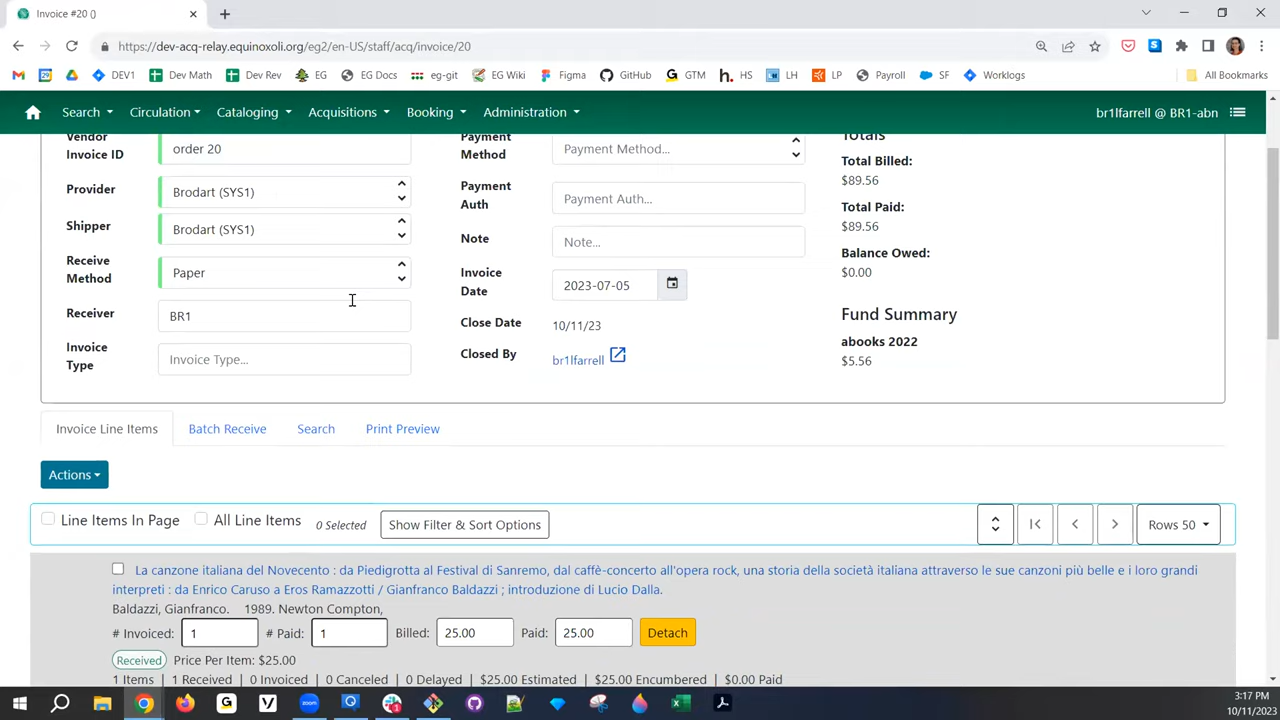 Invoice #20 ()
https://dev-acq-relay.equinoxoli.org/eg2/en-US/staff/acq/invoice/20
DEV1 Dev Math Dev Rev EG EG Docs eg-git EG Wiki Figma GitHub GTM HS LH LP Payroll SF Worklogs All Bookmarks
Search Circulation Cataloging Acquisitions Booking Administration br1lfarrell @ BR1-abn
Vendor Invoice ID order 20
Provider Brodart (SYS1)
Shipper Brodart (SYS1)
Receive Method Paper
Receiver BR1
Invoice Type Invoice Type...
Payment Method Payment Method...
Payment Auth Payment Auth...
Note Note...
Invoice Date 2023-07-05
Close Date 10/11/23
Closed By br1lfarrell
Totals
Total Billed:
$89.56
Total Paid:
$89.56
Balance Owed:
$0.00
Fund Summary
abooks 2022
$5.56
Invoice Line Items Batch Receive Search Print Preview
Actions
Line Items In Page All Line Items 0 Selected Show Filter & Sort Options Rows 50
La canzone italiana del Novecento : da Piedigrotta al Festival di Sanremo, dal caffè-concerto all'opera rock, una storia della società italiana attraverso le sue canzoni più belle e i loro grandi
interpreti : da Enrico Caruso a Eros Ramazzotti / Gianfranco Baldazzi ; introduzione di Lucio Dalla.
Baldazzi, Gianfranco. 1989. Newton Compton,
# Invoiced: 1 # Paid: 1 Billed: 25.00 Paid: 25.00 Detach
Received Price Per Item: $25.00
1 Items | 1 Received | 0 Invoiced | 0 Canceled | 0 Delayed | $25.00 Estimated | $25.00 Encumbered | $0.00 Paid
3:17 PM
10/11/2023